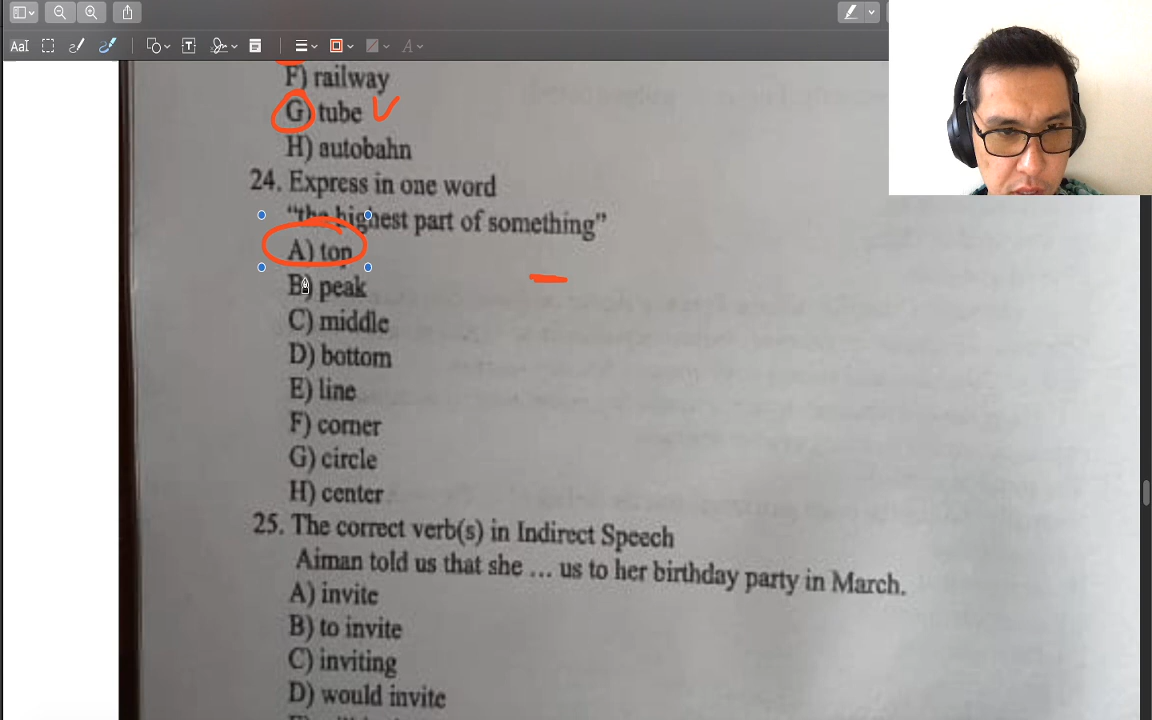 F) railway
G) tube
H) autobahn
24. Express in one word
"the highest part of something"
A) top
B) peak
C) middle
D) bottom
E) line
F) corner
G) circle
H) center
25. The correct verb(s) in Indirect Speech
Aiman told us that she ... us to her birthday party in March.
A) invite
B) to invite
C) inviting
D) would invite